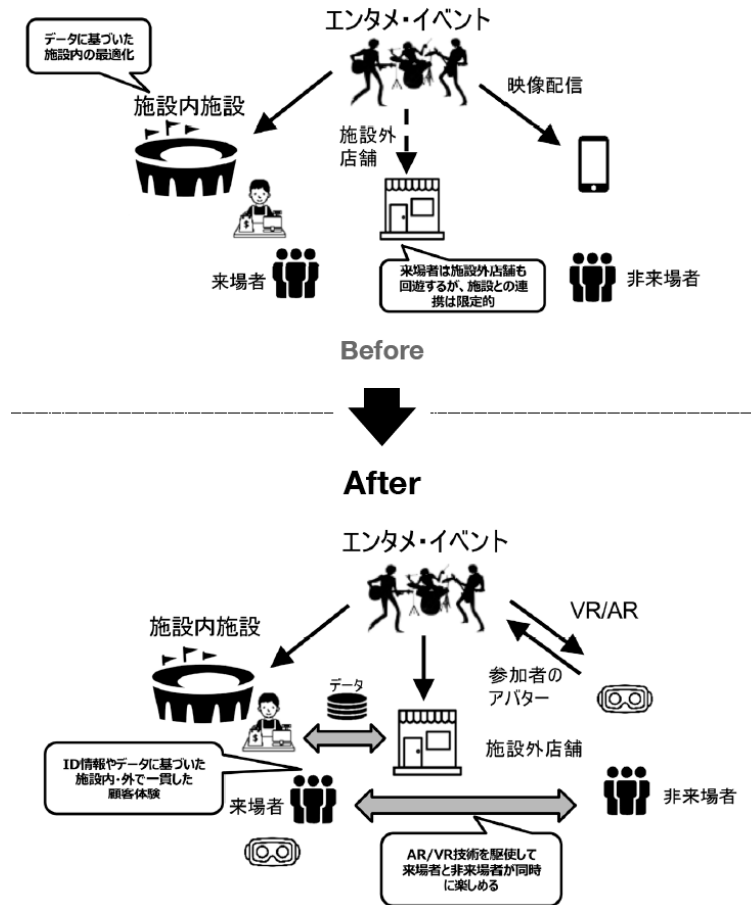 エンタメ・イベント
データに基づいた
施設内の最適化
映像配信
施設内施設
施設外
店舗
$
来場者
来場者は施設外店舗も
回遊するが、施設との連
携は限定的
非来場者
Before
After
エンタメ・イベント
VR/AR
施設内施設
参加者の
アバター
データ
$
施設外店舗
ID情報やデータに基づいた
施設内・外で一貫した
顧客体験
来場者
非来場者
AR/VR技術を駆使して
来場者と非来場者が同時
に楽しめる